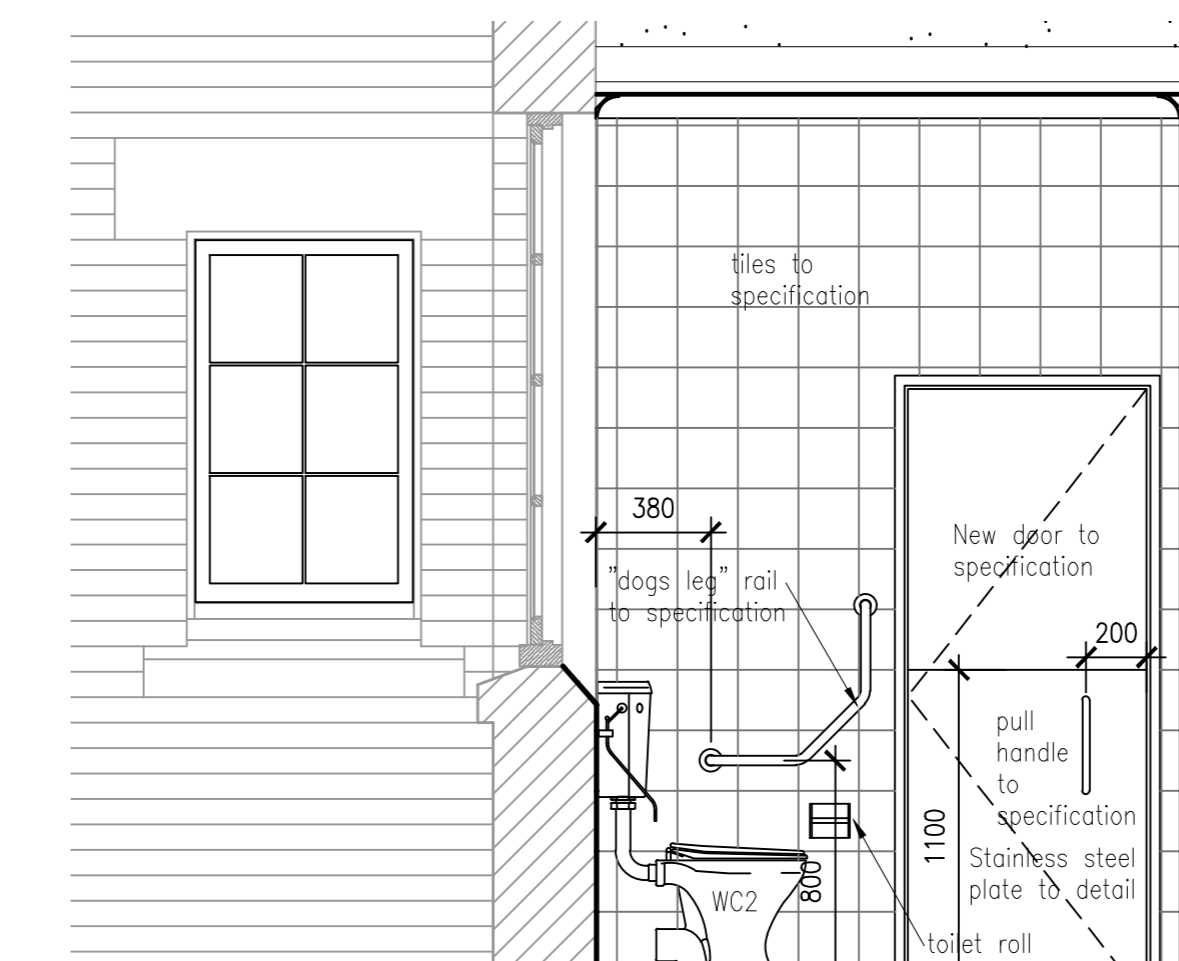 tiles to
specification
380
"dogs leg" rail
to specification
New door to
specification
200
pull
handle
to
specification
1100
Stainless steel
plate to detail
800
WC2
toilet roll